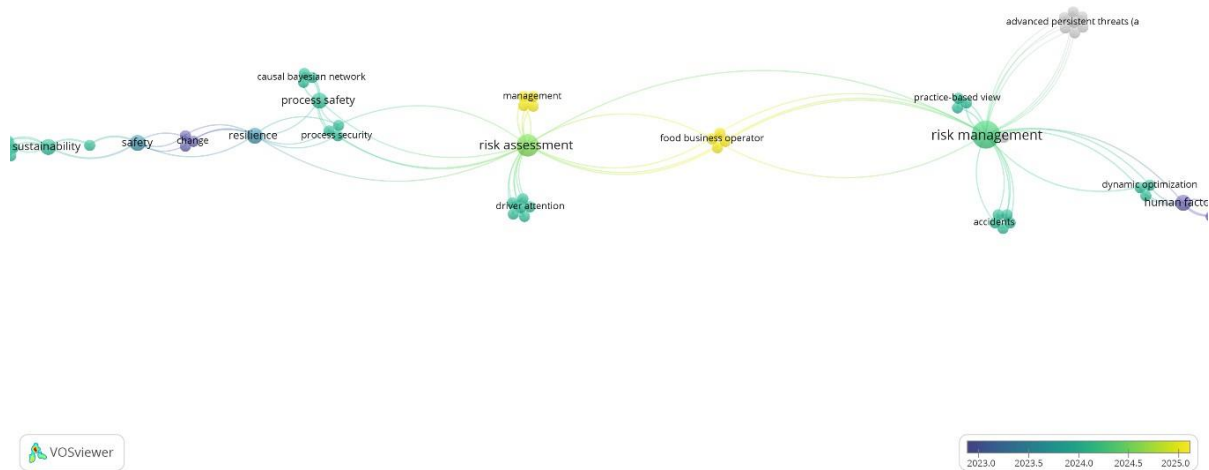 advanced persistent threats (a
causal bayesian network
process safety
management
practice-based view
sustainability
safety
change
resilience
process security
risk assessment
food business operator
risk management
driver attention
accidents
dynamic optimization
human facto
VOSviewer
2023.0 2023.5 2024.0 2024.5 2025.0